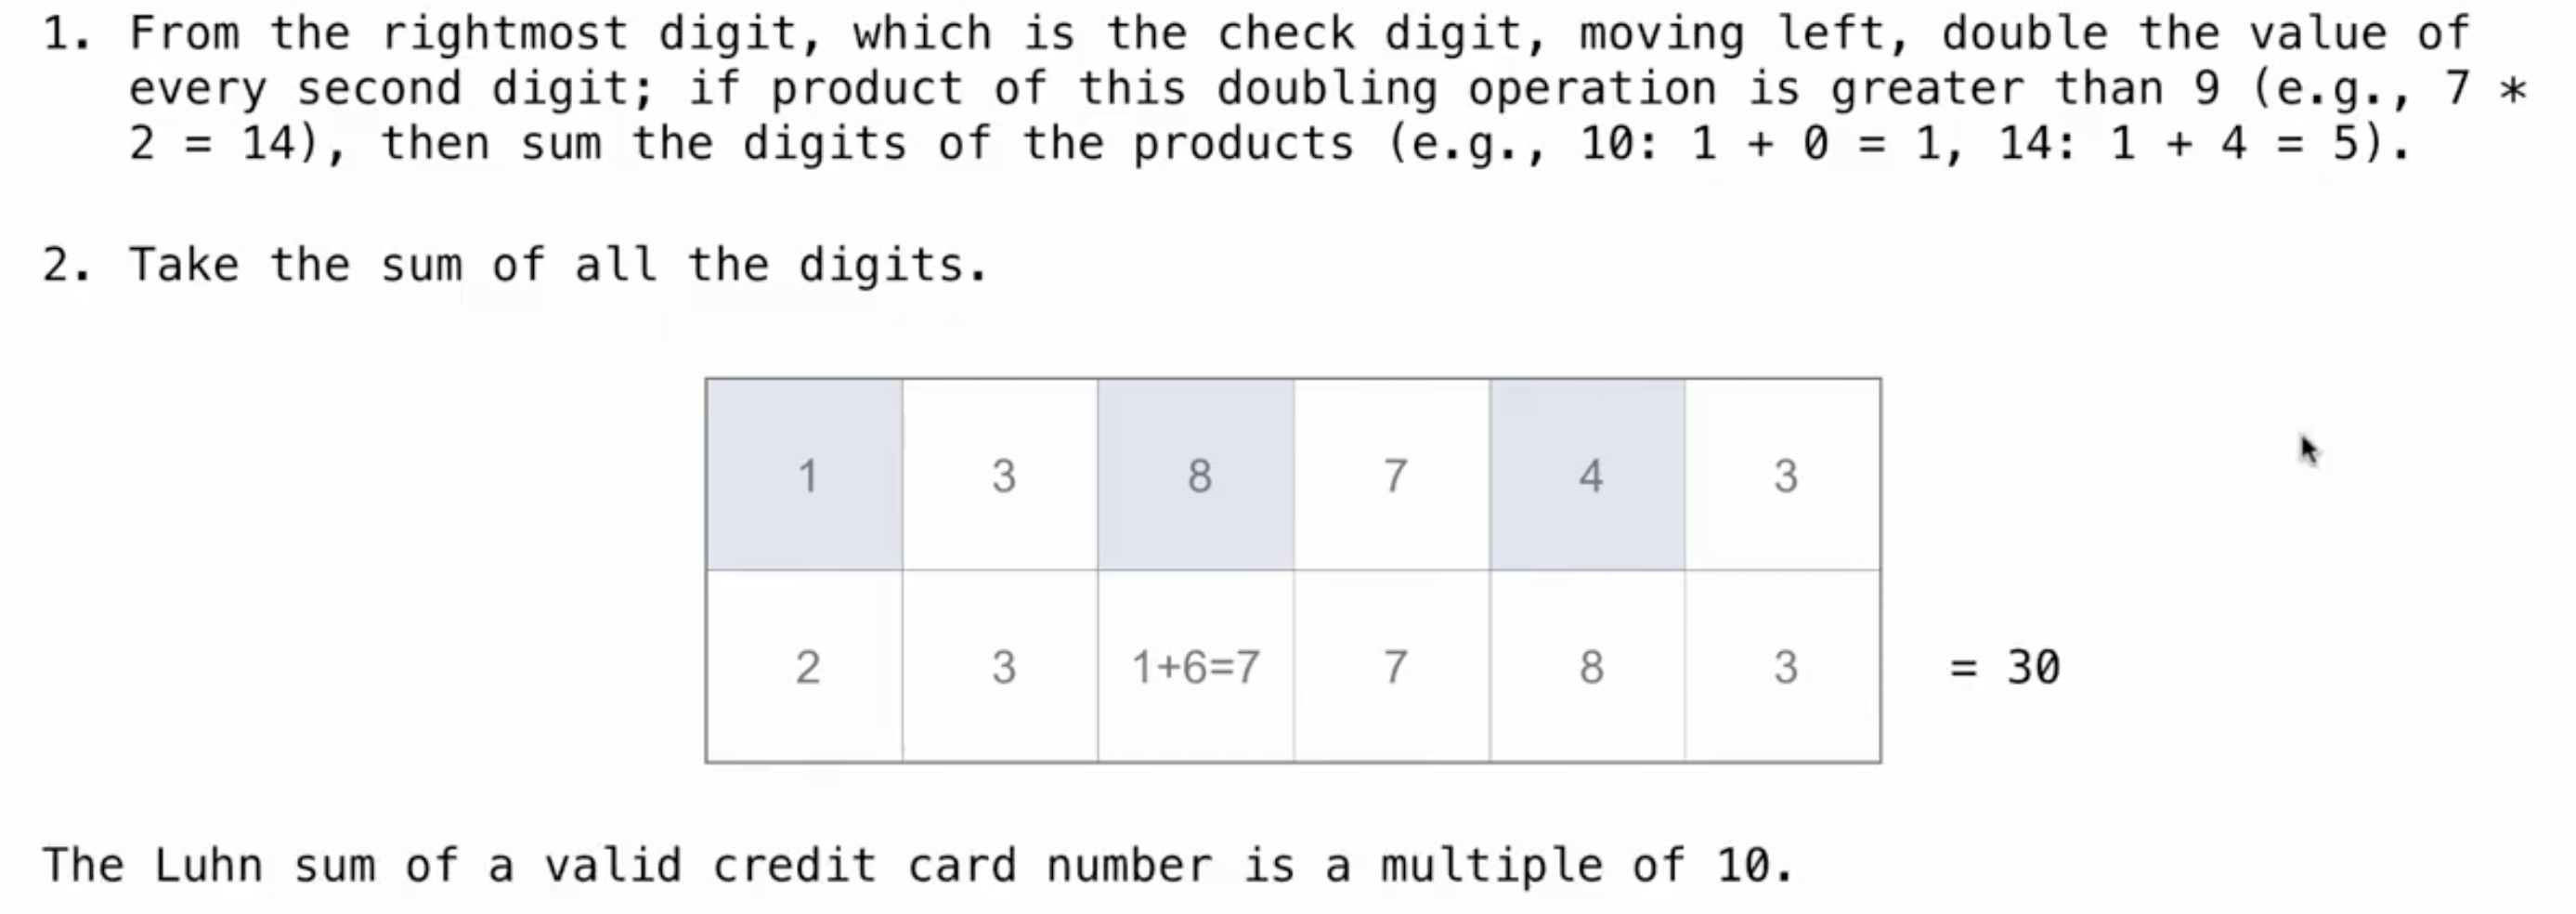 1. From the rightmost digit, which is the check digit, moving left, double the value of
every second digit; if product of this doubling operation is greater than 9 (e.g., 7 *
2 = 14), then sum the digits of the products (e.g., 10: 1 + 0 = 1, 14: 1 + 4 = 5).
2. Take the sum of all the digits.
1 3 8 7 4 3
2 3 1+6=7 7 8 3 = 30
The Luhn sum of a valid credit card number is a multiple of 10.